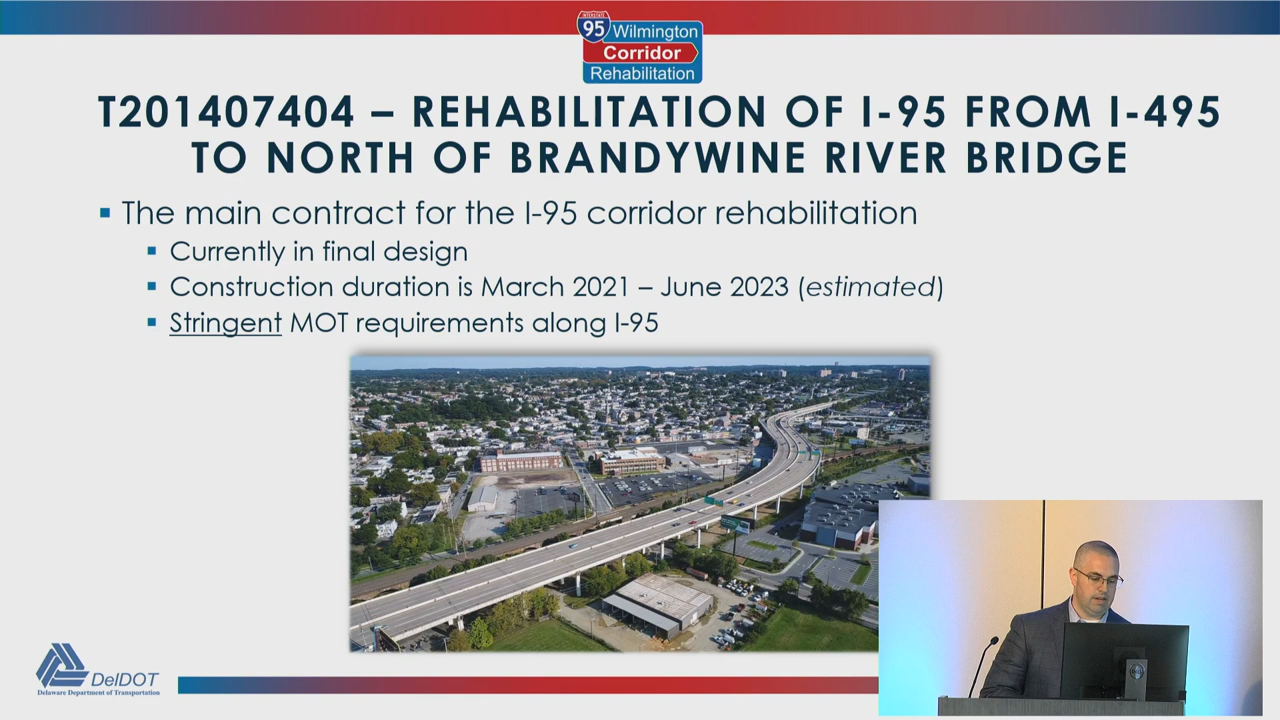 INTERSTATE
95 Wilmington
Corridor
Rehabilitation
T201407404 – REHABILITATION OF I-95 FROM I-495
TO NORTH OF BRANDYWINE RIVER BRIDGE
▪ The main contract for the I-95 corridor rehabilitation
▪ Currently in final design
▪ Construction duration is March 2021 – June 2023 (estimated)
▪ Stringent MOT requirements along I-95
DelDOT
Delaware Department of Transportation